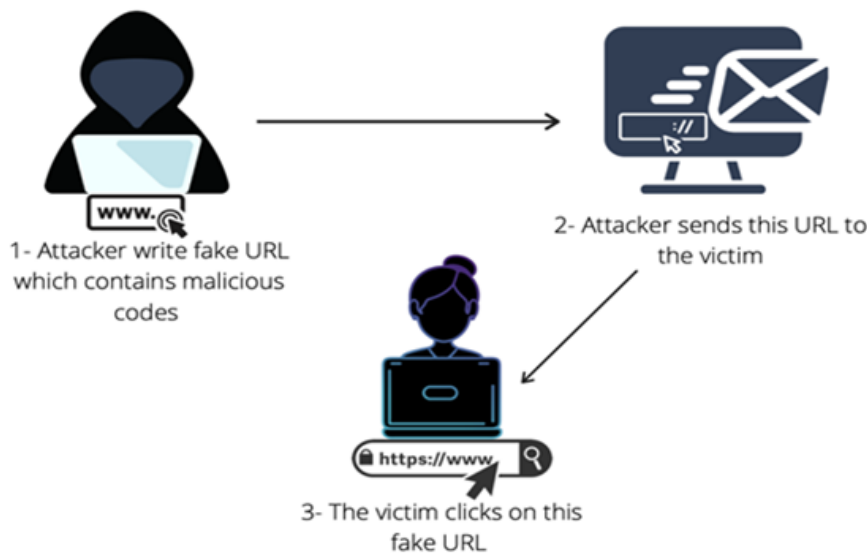 www.
1- Attacker write fake URL
which contains malicious
codes
://
2- Attacker sends this URL to
the victim
https://www
3- The victim clicks on this
fake URL